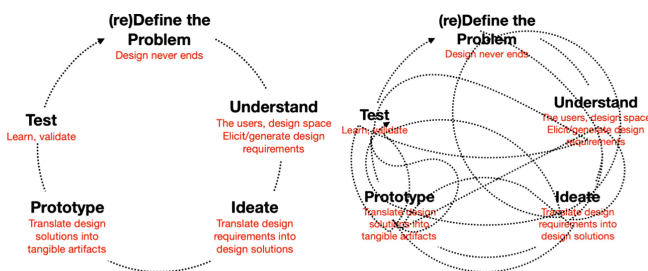 (re)Define the
Problem
Design never ends
Understand
The users, design space
Elicit/generate design
requirements
Ideate
Translate design
requirements into
design solutions
Prototype
Translate design
solutions into
tangible artifacts
Test
Learn, validate
(re)Define the
Problem
Design never ends
Understand
The users, design space
Elicit/generate design
requirements
Ideate
Translate design
requirements into
design solutions
Prototype
Translate design
solutions into
tangible artifacts
Test
Learn, validate